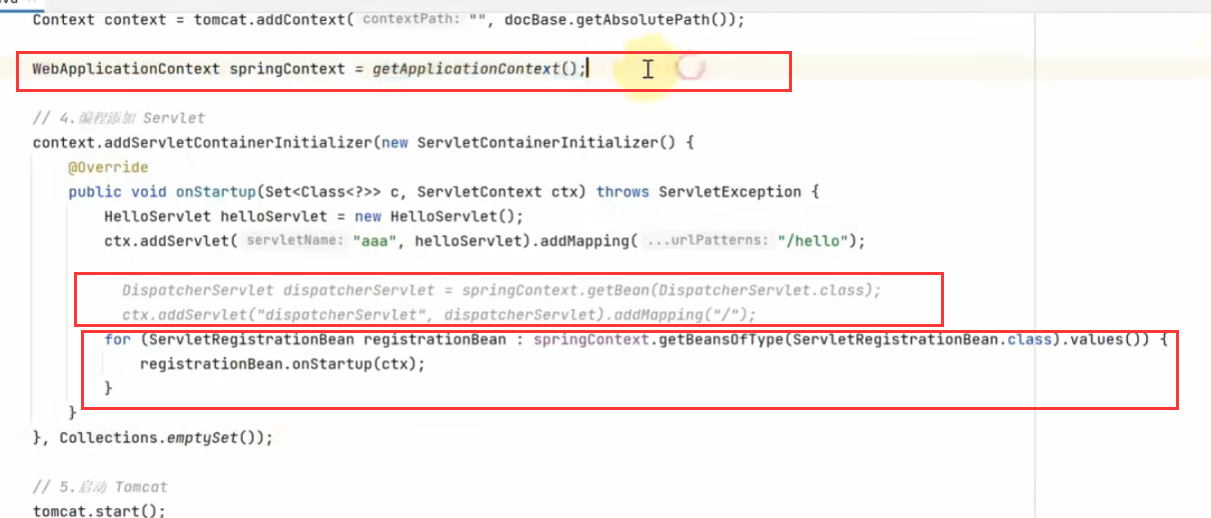 Context context = tomcat.addContext( contextPath: "", docBase.getAbsolutePath());
WebApplicationContext springContext = getApplicationContext();
// 4.编程添加 Servlet
context.addServletContainerInitializer(new ServletContainerInitializer() {
@Override
public void onStartup(Set<Class<?>> c, ServletContext ctx) throws ServletException {
HelloServlet helloServlet = new HelloServlet();
ctx.addServlet( servletName: "aaa", helloServlet).addMapping( ...urlPatterns: "/hello");
DispatcherServlet dispatcherServlet = springContext.getBean(DispatcherServlet.class);
ctx.addServlet("dispatcherServlet", dispatcherServlet).addMapping("/");
for (ServletRegistrationBean registrationBean : springContext.getBeansOfType(ServletRegistrationBean.class).values()) {
registrationBean.onStartup(ctx);
}
}
}, Collections.emptySet());
// 5.启动 Tomcat
tomcat.start();